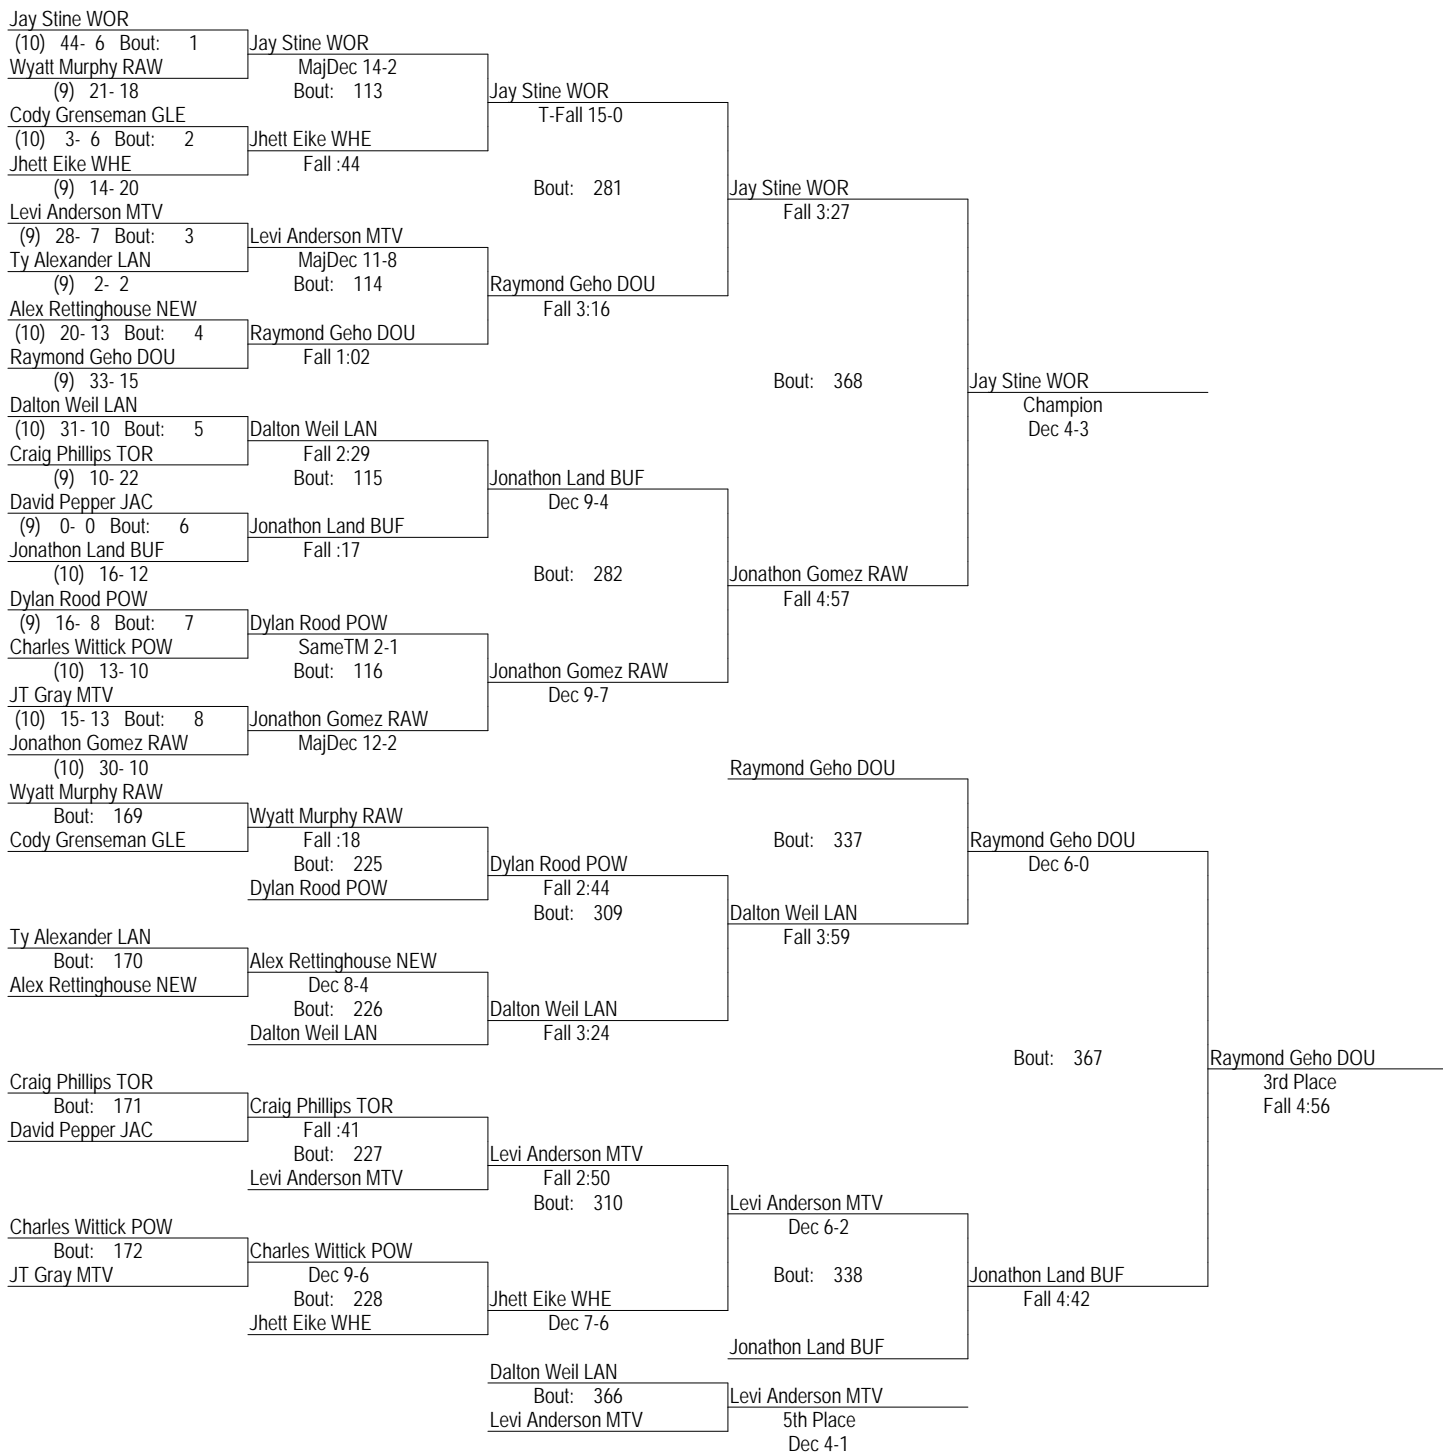 Jay Stine WOR
(10) 44- 6 Bout: 1
Wyatt Murphy RAW
(9) 21- 18
Cody Grenseman GLE
(10) 3- 6 Bout: 2
Jhett Eike WHE
(9) 14- 20
Levi Anderson MTV
(9) 28- 7 Bout: 3
Ty Alexander LAN
(9) 2- 2
Alex Rettinghouse NEW
(10) 20- 13 Bout: 4
Raymond Geho DOU
(9) 33- 15
Dalton Weil LAN
(10) 31- 10 Bout: 5
Craig Phillips TOR
(9) 10- 22
David Pepper JAC
(9) 0- 0 Bout: 6
Jonathon Land BUF
(10) 16- 12
Dylan Rood POW
(9) 16- 8 Bout: 7
Charles Wittick POW
(10) 13- 10
JT Gray MTV
(10) 15- 13 Bout: 8
Jonathon Gomez RAW
(10) 30- 10
Jay Stine WOR
MajDec 14-2
Bout: 113
Jhett Eike WHE
Fall :44
Levi Anderson MTV
MajDec 11-8
Bout: 114
Raymond Geho DOU
Fall 1:02
Dalton Weil LAN
Fall 2:29
Bout: 115
Jonathon Land BUF
Fall :17
Dylan Rood POW
SameTM 2-1
Bout: 116
Jonathon Gomez RAW
MajDec 12-2
Jay Stine WOR
T-Fall 15-0
Bout: 281
Raymond Geho DOU
Fall 3:16
Jonathon Land BUF
Dec 9-4
Bout: 282
Jonathon Gomez RAW
Dec 9-7
Jay Stine WOR
Fall 3:27
Bout: 368
Jonathon Gomez RAW
Fall 4:57
Jay Stine WOR
Champion
Dec 4-3
Wyatt Murphy RAW
Bout: 169
Cody Grenseman GLE
Ty Alexander LAN
Bout: 170
Alex Rettinghouse NEW
Craig Phillips TOR
Bout: 171
David Pepper JAC
Charles Wittick POW
Bout: 172
JT Gray MTV
Wyatt Murphy RAW
Fall :18
Bout: 225
Dylan Rood POW
Alex Rettinghouse NEW
Dec 8-4
Bout: 226
Dalton Weil LAN
Craig Phillips TOR
Fall :41
Bout: 227
Levi Anderson MTV
Charles Wittick POW
Dec 9-6
Bout: 228
Jhett Eike WHE
Dylan Rood POW
Fall 2:44
Bout: 309
Dalton Weil LAN
Fall 3:24
Levi Anderson MTV
Fall 2:50
Bout: 310
Jhett Eike WHE
Dec 7-6
Raymond Geho DOU
Bout: 337
Dalton Weil LAN
Fall 3:59
Levi Anderson MTV
Dec 6-2
Bout: 338
Jonathon Land BUF
Raymond Geho DOU
Dec 6-0
Bout: 367
Jonathon Land BUF
Fall 4:42
Raymond Geho DOU
3rd Place
Fall 4:56
Dalton Weil LAN
Bout: 366
Levi Anderson MTV
Levi Anderson MTV
5th Place
Dec 4-1